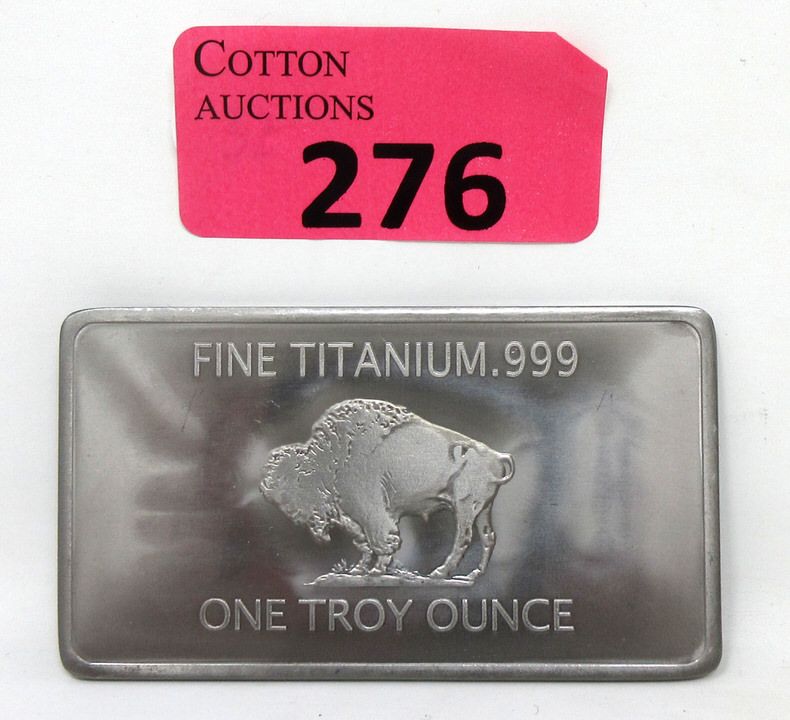 COTTON
AUCTIONS
276
FINE TITANIUM.999
ONE TROY OUNCE